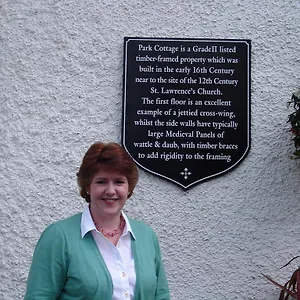 Park Cottage is a GradeII listed
timber-framed property which was
built in the early 16th Century
near to the site of the 12th Century
St. Lawrence's Church.
The first floor is an excellent
example of a jettied cross-wing,
whilst the side walls have typically
large Medieval Panels of
wattle & daub, with timber braces
to add rigidity to the framing